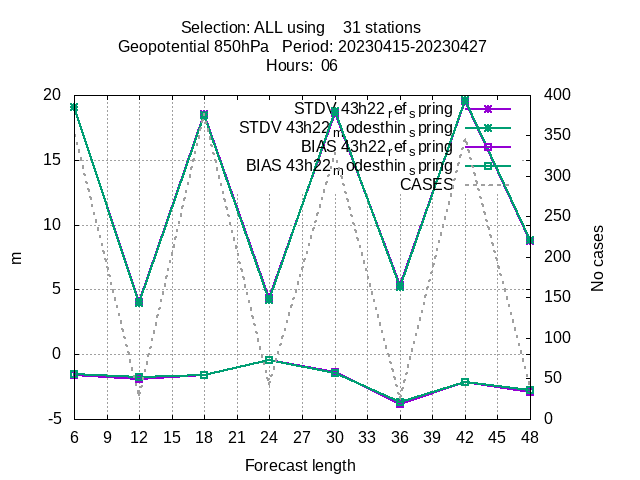 Selection: ALL using    31 stations
Geopotential 850hPa   Period: 20230415-20230427
Hours:  06
STDV 43h22_ref_spring
STDV 43h22_modesthin_spring
BIAS 43h22_ref_spring
BIAS 43h22_modesthin_spring
CASES
20
15
10
5
0
-5
m
400
350
300
250
200
150
100
50
0
No cases
6 9 12 15 18 21 24 27 30 33 36 39 42 45 48
Forecast length